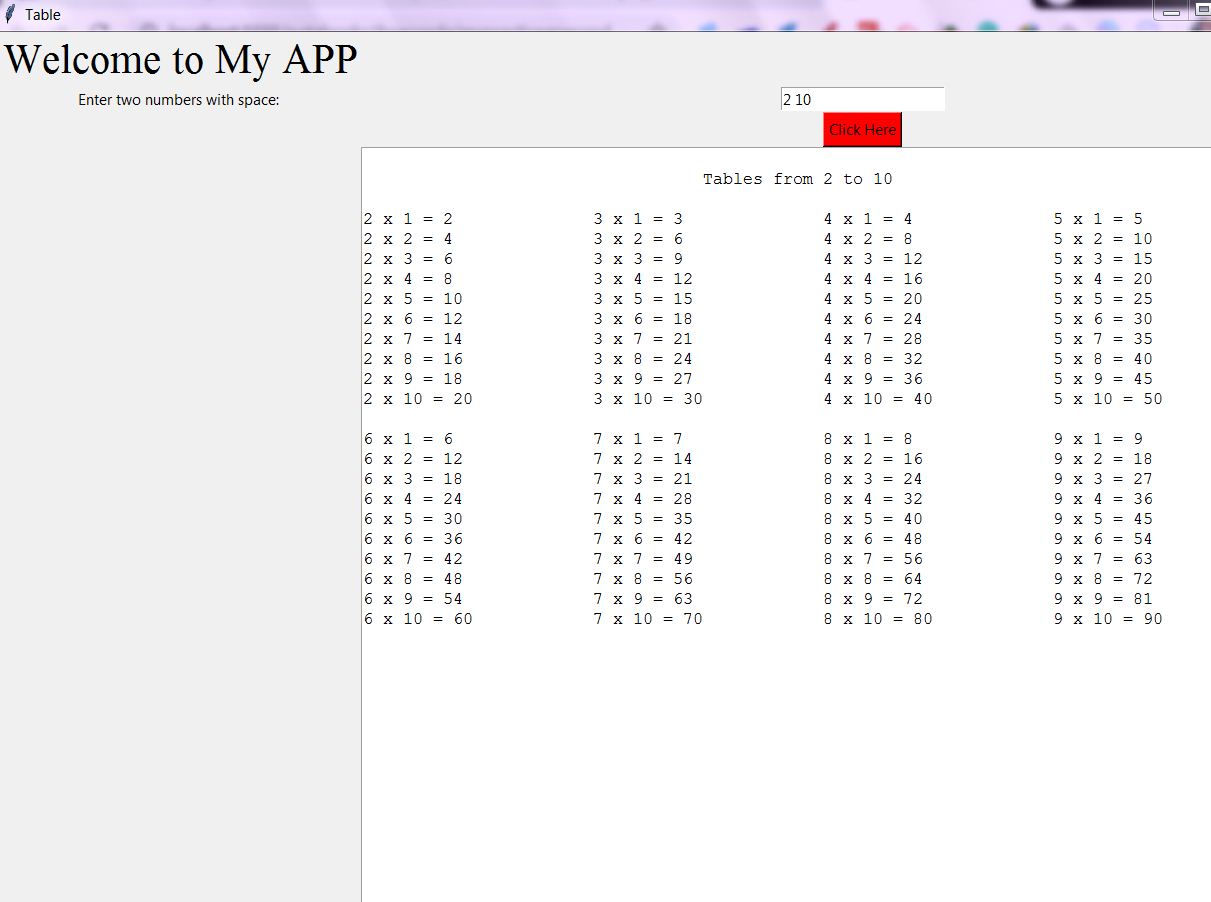 Table
Welcome to My APP
Enter two numbers with space: 2 10
Click Here
Tables from 2 to 10
2 x 1 = 2 3 x 1 = 3 4 x 1 = 4 5 x 1 = 5
2 x 2 = 4 3 x 2 = 6 4 x 2 = 8 5 x 2 = 10
2 x 3 = 6 3 x 3 = 9 4 x 3 = 12 5 x 3 = 15
2 x 4 = 8 3 x 4 = 12 4 x 4 = 16 5 x 4 = 20
2 x 5 = 10 3 x 5 = 15 4 x 5 = 20 5 x 5 = 25
2 x 6 = 12 3 x 6 = 18 4 x 6 = 24 5 x 6 = 30
2 x 7 = 14 3 x 7 = 21 4 x 7 = 28 5 x 7 = 35
2 x 8 = 16 3 x 8 = 24 4 x 8 = 32 5 x 8 = 40
2 x 9 = 18 3 x 9 = 27 4 x 9 = 36 5 x 9 = 45
2 x 10 = 20 3 x 10 = 30 4 x 10 = 40 5 x 10 = 50
6 x 1 = 6 7 x 1 = 7 8 x 1 = 8 9 x 1 = 9
6 x 2 = 12 7 x 2 = 14 8 x 2 = 16 9 x 2 = 18
6 x 3 = 18 7 x 3 = 21 8 x 3 = 24 9 x 3 = 27
6 x 4 = 24 7 x 4 = 28 8 x 4 = 32 9 x 4 = 36
6 x 5 = 30 7 x 5 = 35 8 x 5 = 40 9 x 5 = 45
6 x 6 = 36 7 x 6 = 42 8 x 6 = 48 9 x 6 = 54
6 x 7 = 42 7 x 7 = 49 8 x 7 = 56 9 x 7 = 63
6 x 8 = 48 7 x 8 = 56 8 x 8 = 64 9 x 8 = 72
6 x 9 = 54 7 x 9 = 63 8 x 9 = 72 9 x 9 = 81
6 x 10 = 60 7 x 10 = 70 8 x 10 = 80 9 x 10 = 90